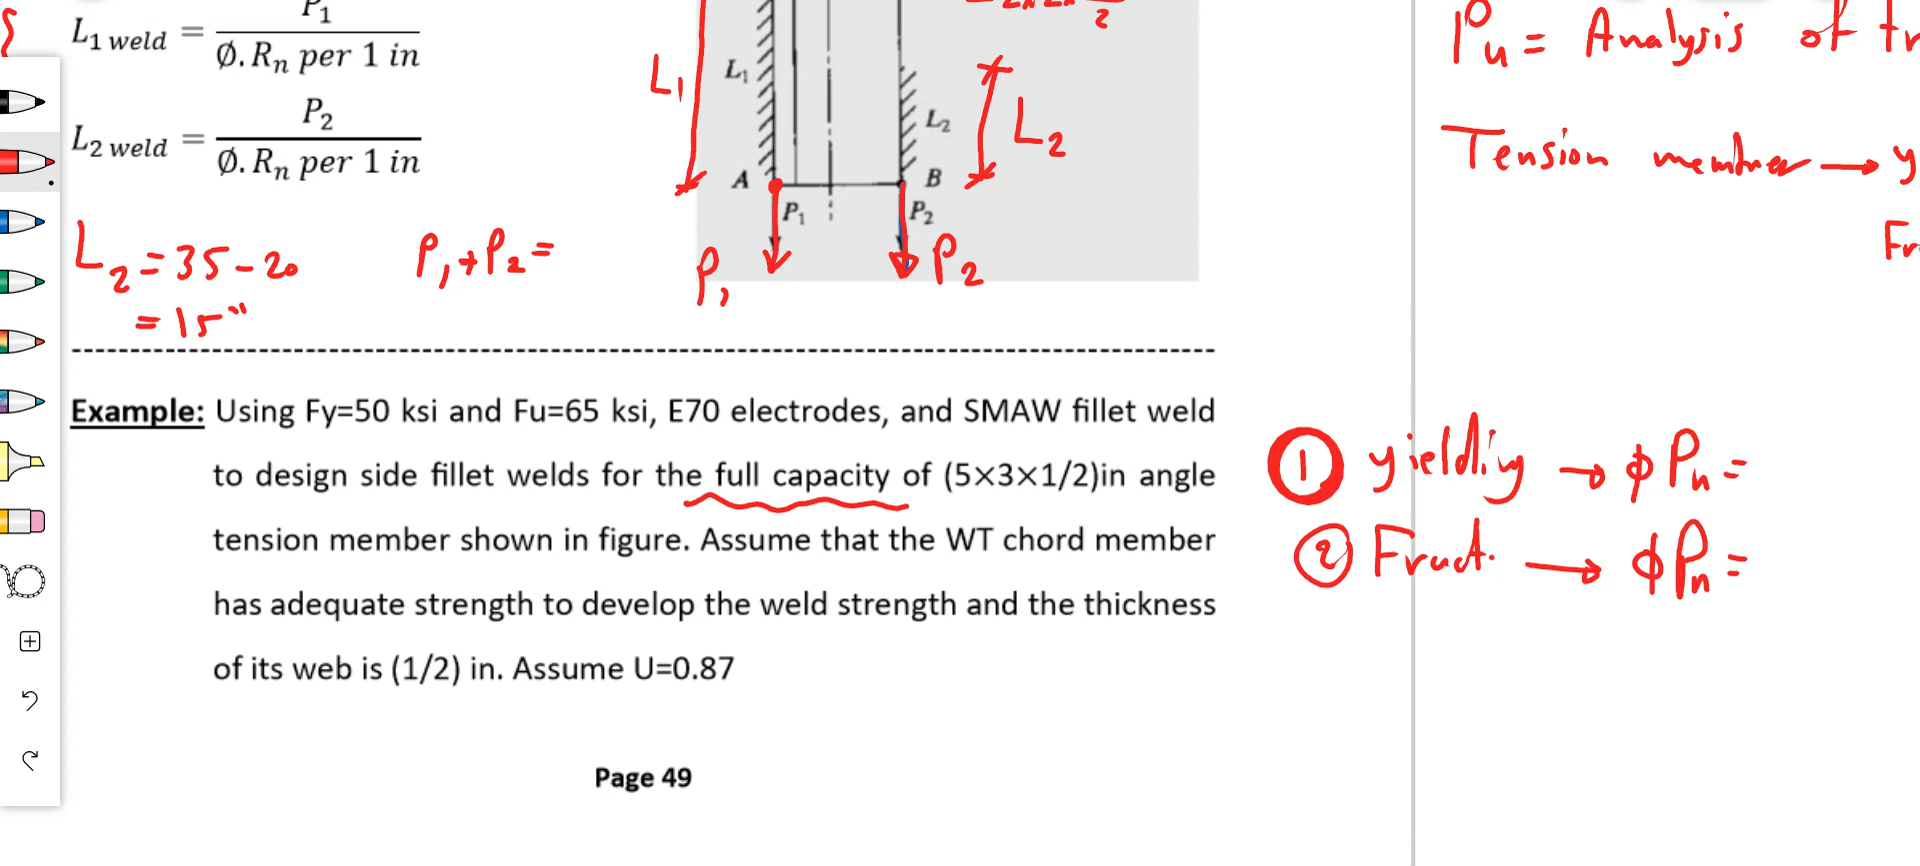 L1 weld = P1 / Ø. Rn per 1 in
L2 weld = P2 / Ø. Rn per 1 in
L2 = 35 - 20
= 15"
P1 + P2 =
L1
L1
L2
L2
A
B
P1
P2
P1
P2
2
Pu = Analysis of tr
Tension member → y
Fr
Example: Using Fy=50 ksi and Fu=65 ksi, E70 electrodes, and SMAW fillet weld
to design side fillet welds for the full capacity of (5×3×1/2)in angle
tension member shown in figure. Assume that the WT chord member
has adequate strength to develop the weld strength and the thickness
of its web is (1/2) in. Assume U=0.87
① yielding → ϕPn =
② Fract. → ϕPn =
Page 49